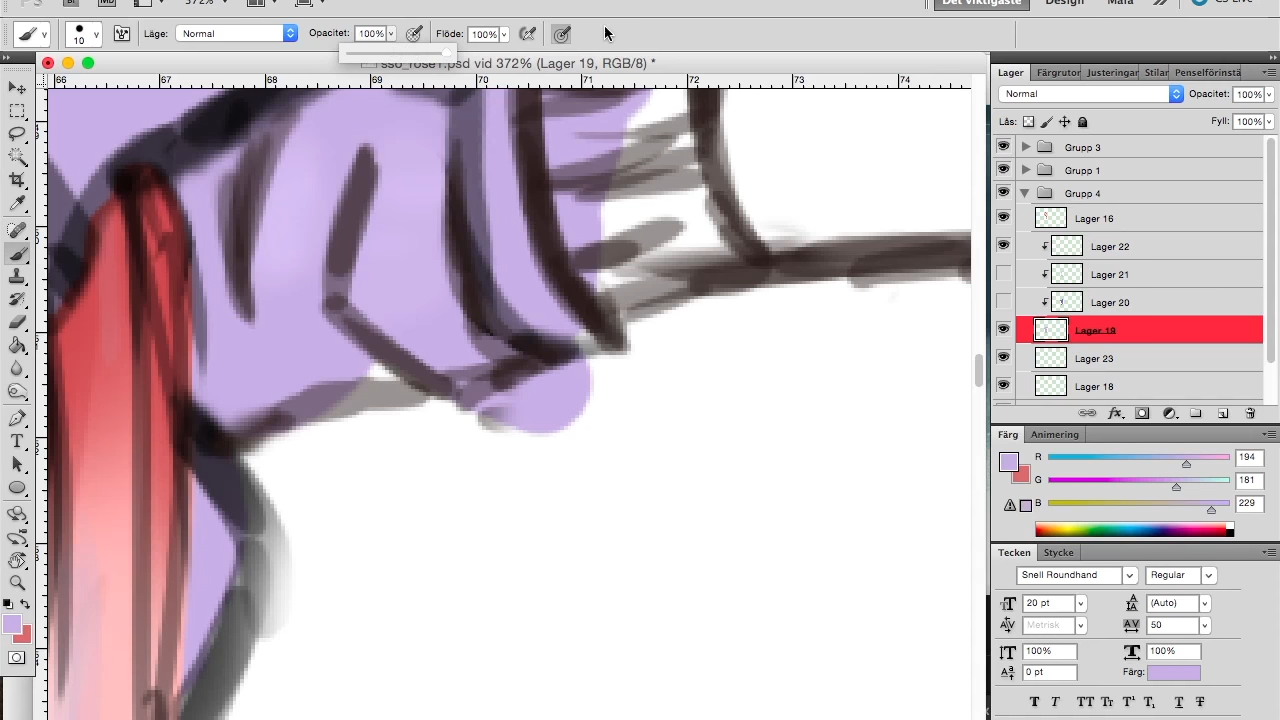 372%
Det viktigaste
Design
Måla
CS Live
10
Läge: Normal
Opacitet: 100%
Flöde: 100%
sso_rose1.psd vid 372% (Lager 19, RGB/8) *
66 67 68 69 70 71 72 73 74
Lager Färgrutor Justeringar Stilar Penselförinstä
Normal Opacitet: 100%
Lås: Fyll: 100%
Grupp 3
Grupp 1
Grupp 4
Lager 16
Lager 22
Lager 21
Lager 20
Lager 19
Lager 23
Lager 18
Färg Animering
R 194
G 181
B 229
Tecken Stycke
Snell Roundhand Regular
20 pt (Auto)
Metrisk 50
100% 100%
0 pt Färg: